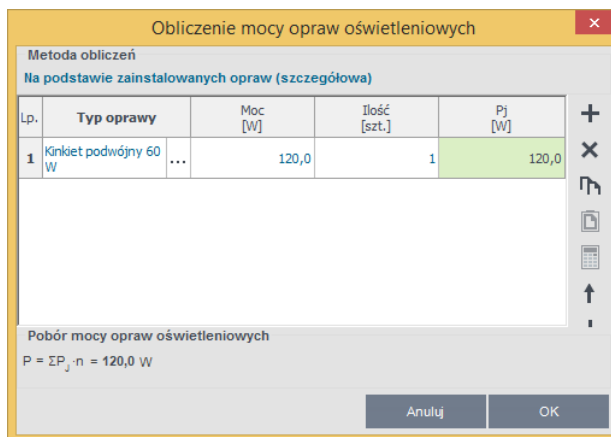 Obliczenie mocy opraw oświetleniowych
Metoda obliczeń
Na podstawie zainstalowanych opraw (szczegółowa)
Lp. Typ oprawy Moc [W] Ilość [szt.] Pj [W]
1 Kinkiet podwójny 60 W ... 120,0 1 120,0
Pobór mocy opraw oświetleniowych
P = ΣPJ ·n = 120,0 W
Anuluj OK